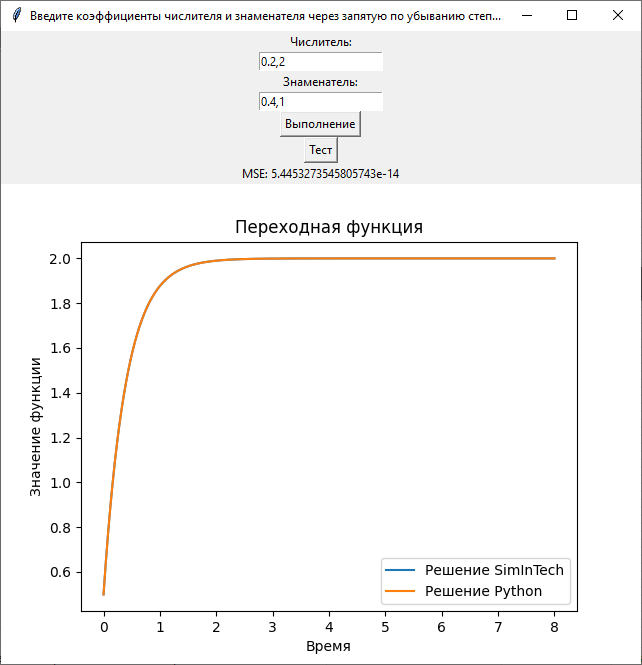 Введите коэффициенты числителя и знаменателя через запятую по убыванию степ...
Числитель:
0.2,2
Знаменатель:
0.4,1
Выполнение
Тест
MSE: 5.4453273545805743e-14
Переходная функция
2.0
1.8
1.6
1.4
1.2
1.0
0.8
0.6
Значение функции
Решение SimInTech
Решение Python
0 1 2 3 4 5 6 7 8
Время